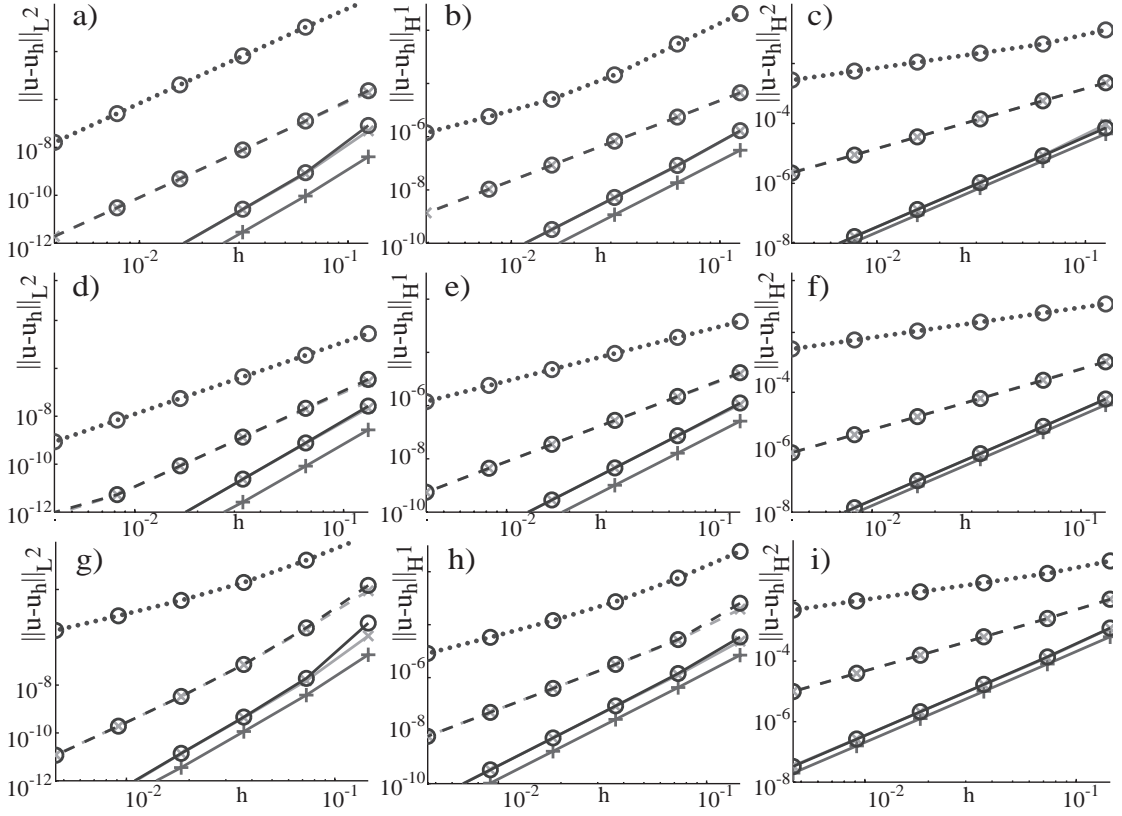 a) ||u-u_h||_{L^2} 10^{-8} 10^{-10} 10^{-12} 10^{-2} h 10^{-1}
b) ||u-u_h||_{H^1} 10^{-6} 10^{-8} 10^{-10} 10^{-2} h 10^{-1}
c) ||u-u_h||_{H^2} 10^{-4} 10^{-6} 10^{-8} 10^{-2} h 10^{-1}
d) ||u-u_h||_{L^2} 10^{-8} 10^{-10} 10^{-12} 10^{-2} h 10^{-1}
e) ||u-u_h||_{H^1} 10^{-6} 10^{-8} 10^{-10} 10^{-2} h 10^{-1}
f) ||u-u_h||_{H^2} 10^{-4} 10^{-6} 10^{-8} 10^{-2} h 10^{-1}
g) ||u-u_h||_{L^2} 10^{-8} 10^{-10} 10^{-12} 10^{-2} h 10^{-1}
h) ||u-u_h||_{H^1} 10^{-6} 10^{-8} 10^{-10} 10^{-2} h 10^{-1}
i) ||u-u_h||_{H^2} 10^{-4} 10^{-6} 10^{-8} 10^{-2} h 10^{-1}